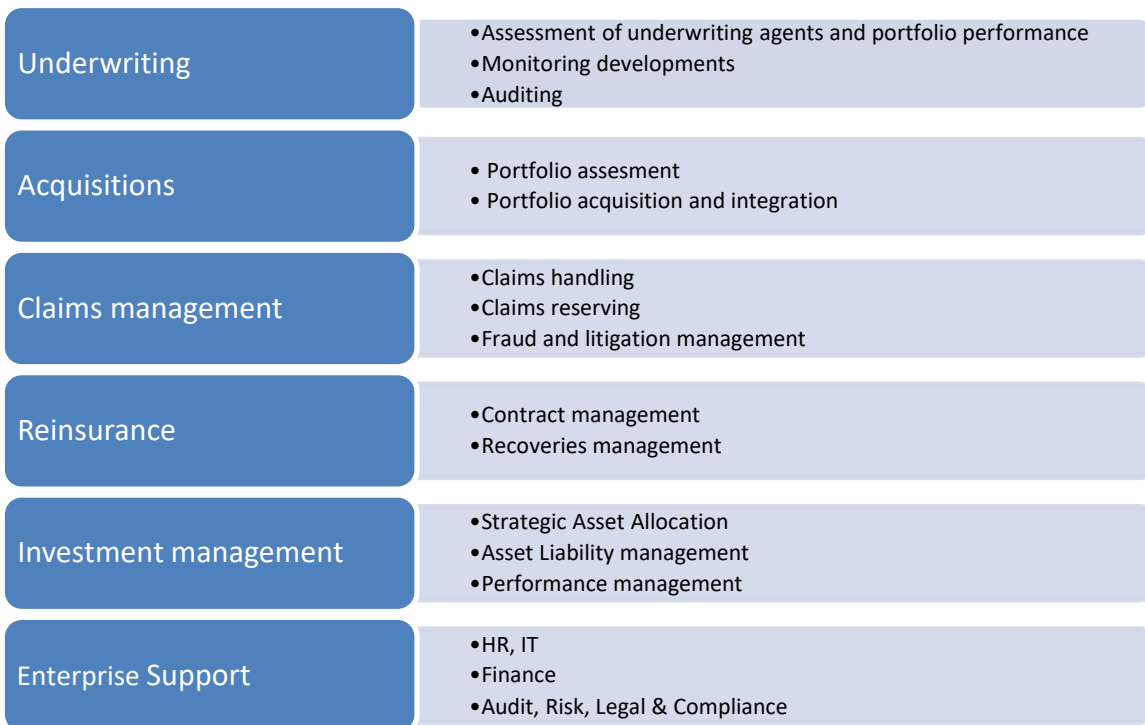 Underwriting
•Assessment of underwriting agents and portfolio performance
•Monitoring developments
•Auditing
Acquisitions
• Portfolio assesment
• Portfolio acquisition and integration
Claims management
•Claims handling
•Claims reserving
•Fraud and litigation management
Reinsurance
•Contract management
•Recoveries management
Investment management
•Strategic Asset Allocation
•Asset Liability management
•Performance management
Enterprise Support
•HR, IT
•Finance
•Audit, Risk, Legal & Compliance